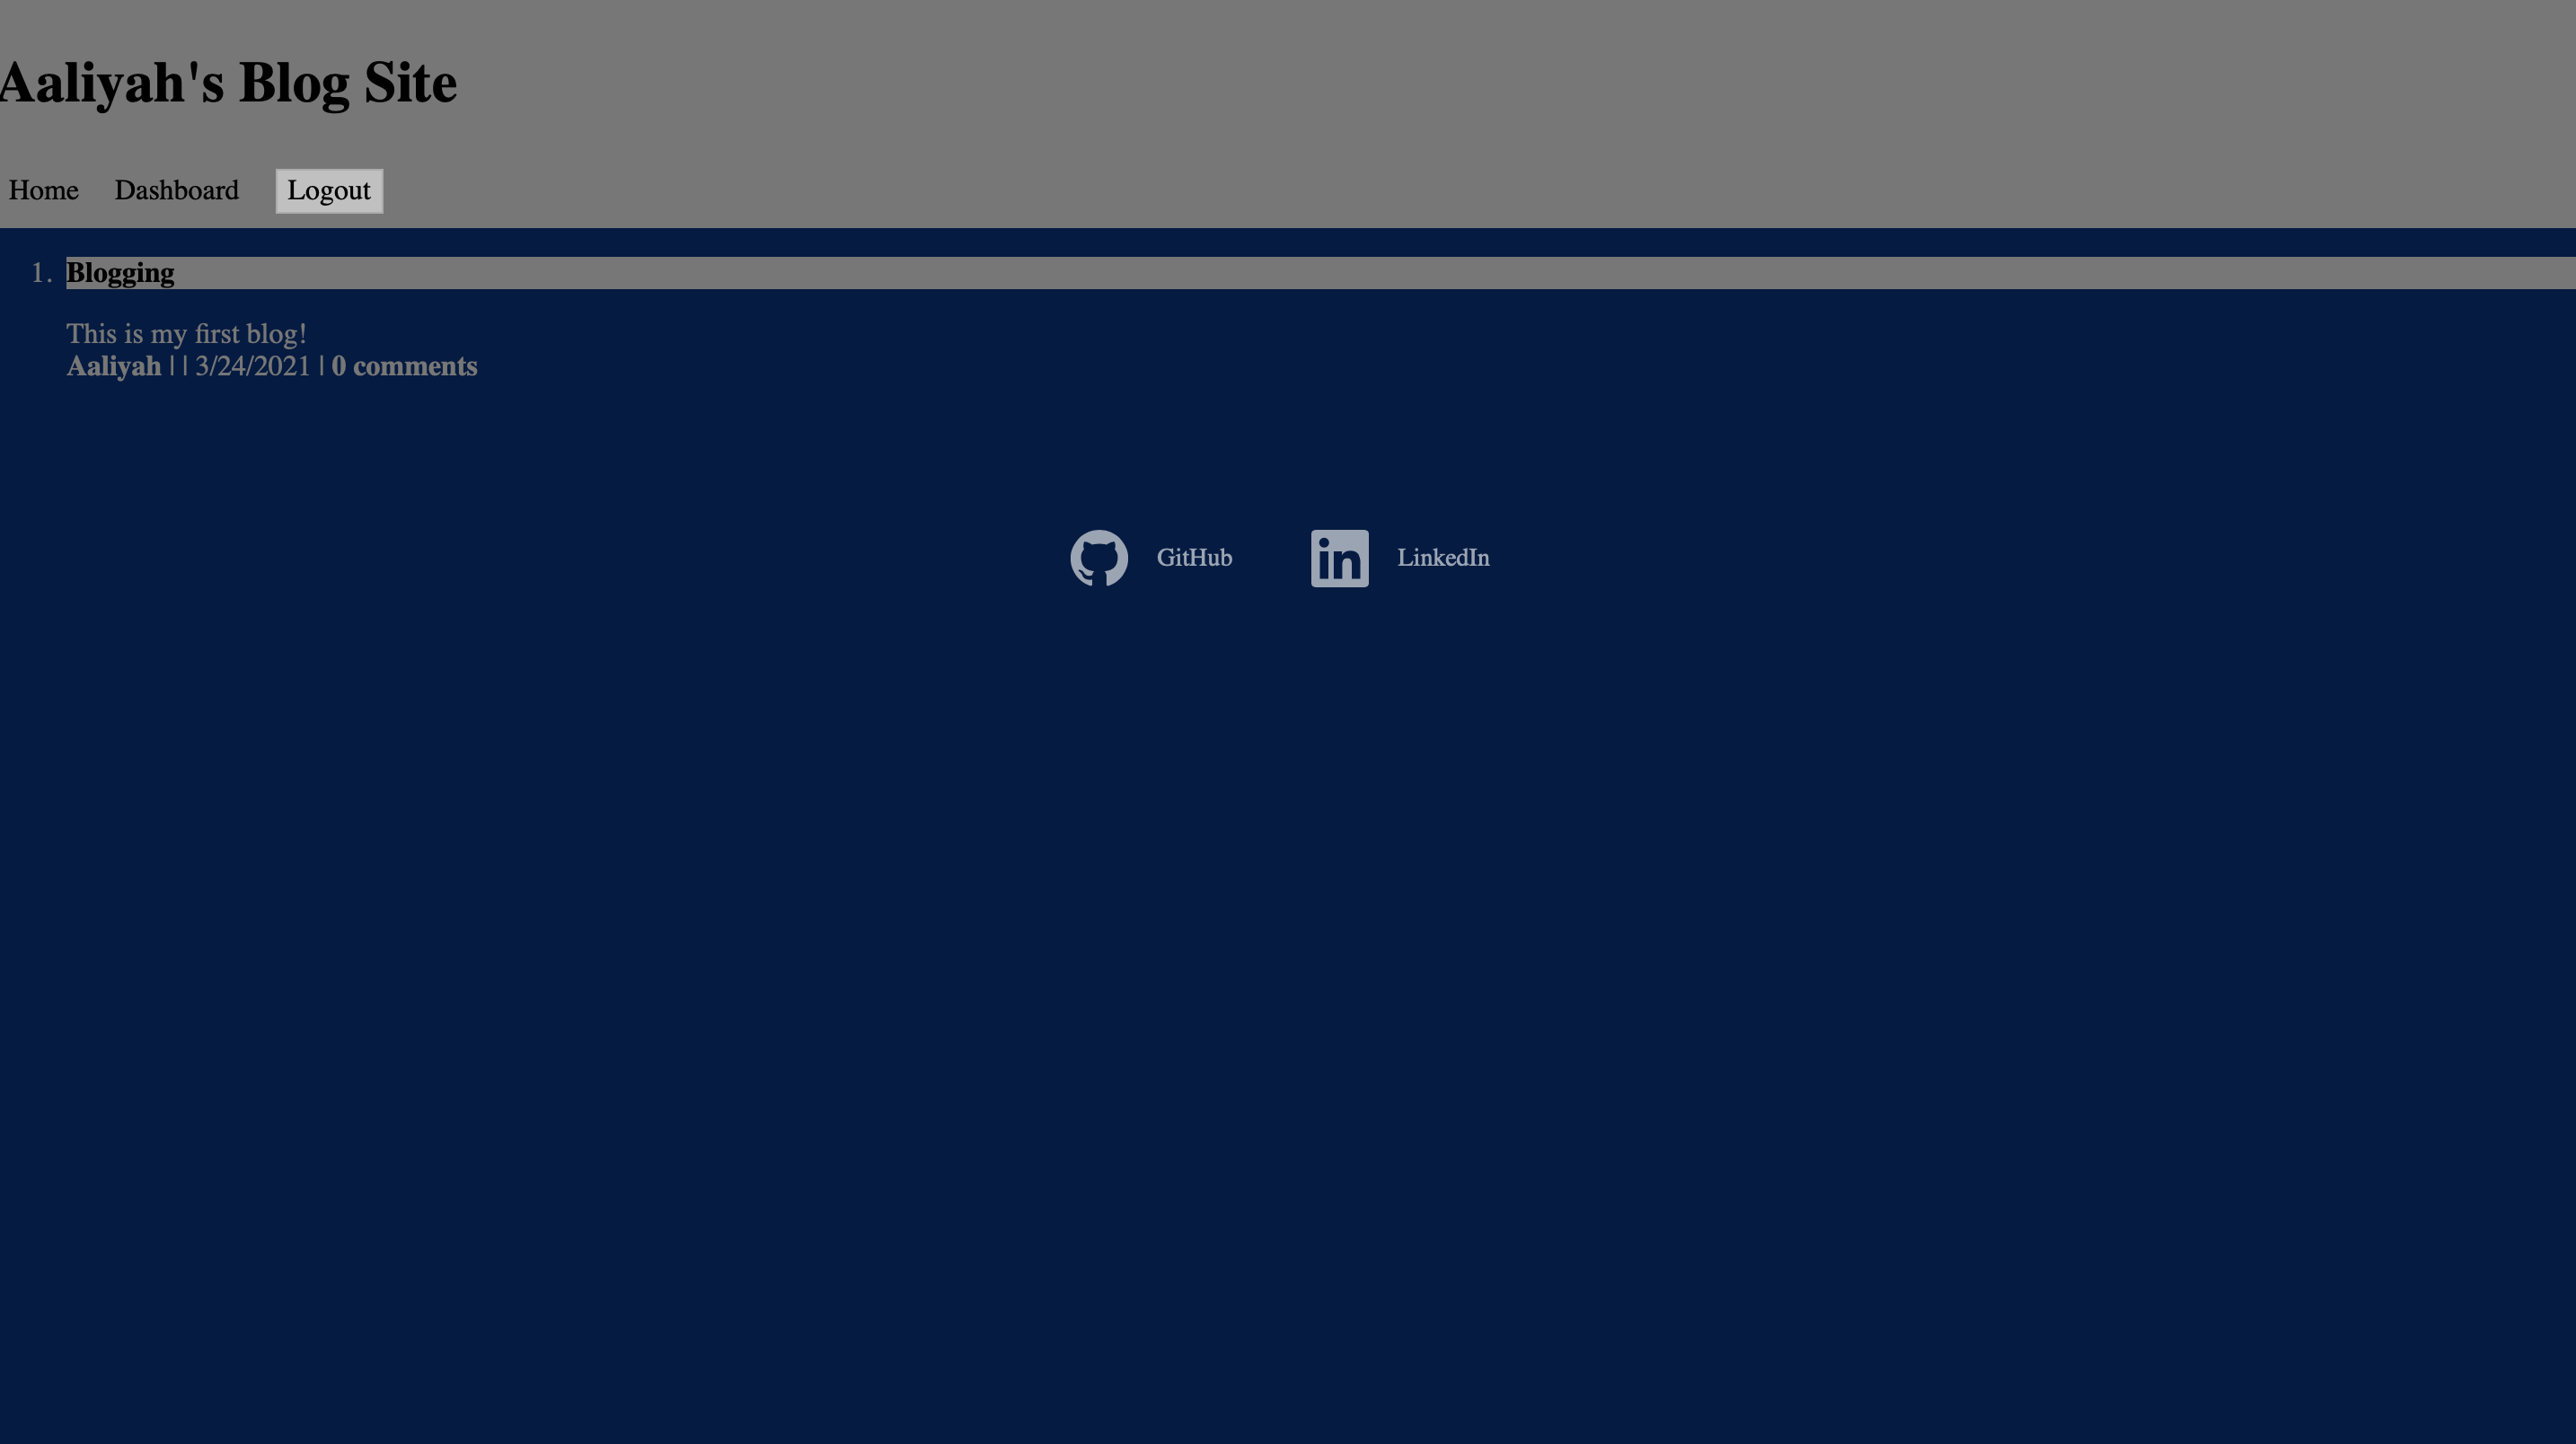 Aaliyah's Blog Site
Home Dashboard Logout
1. Blogging
This is my first blog!
Aaliyah | | 3/24/2021 | 0 comments
GitHub LinkedIn